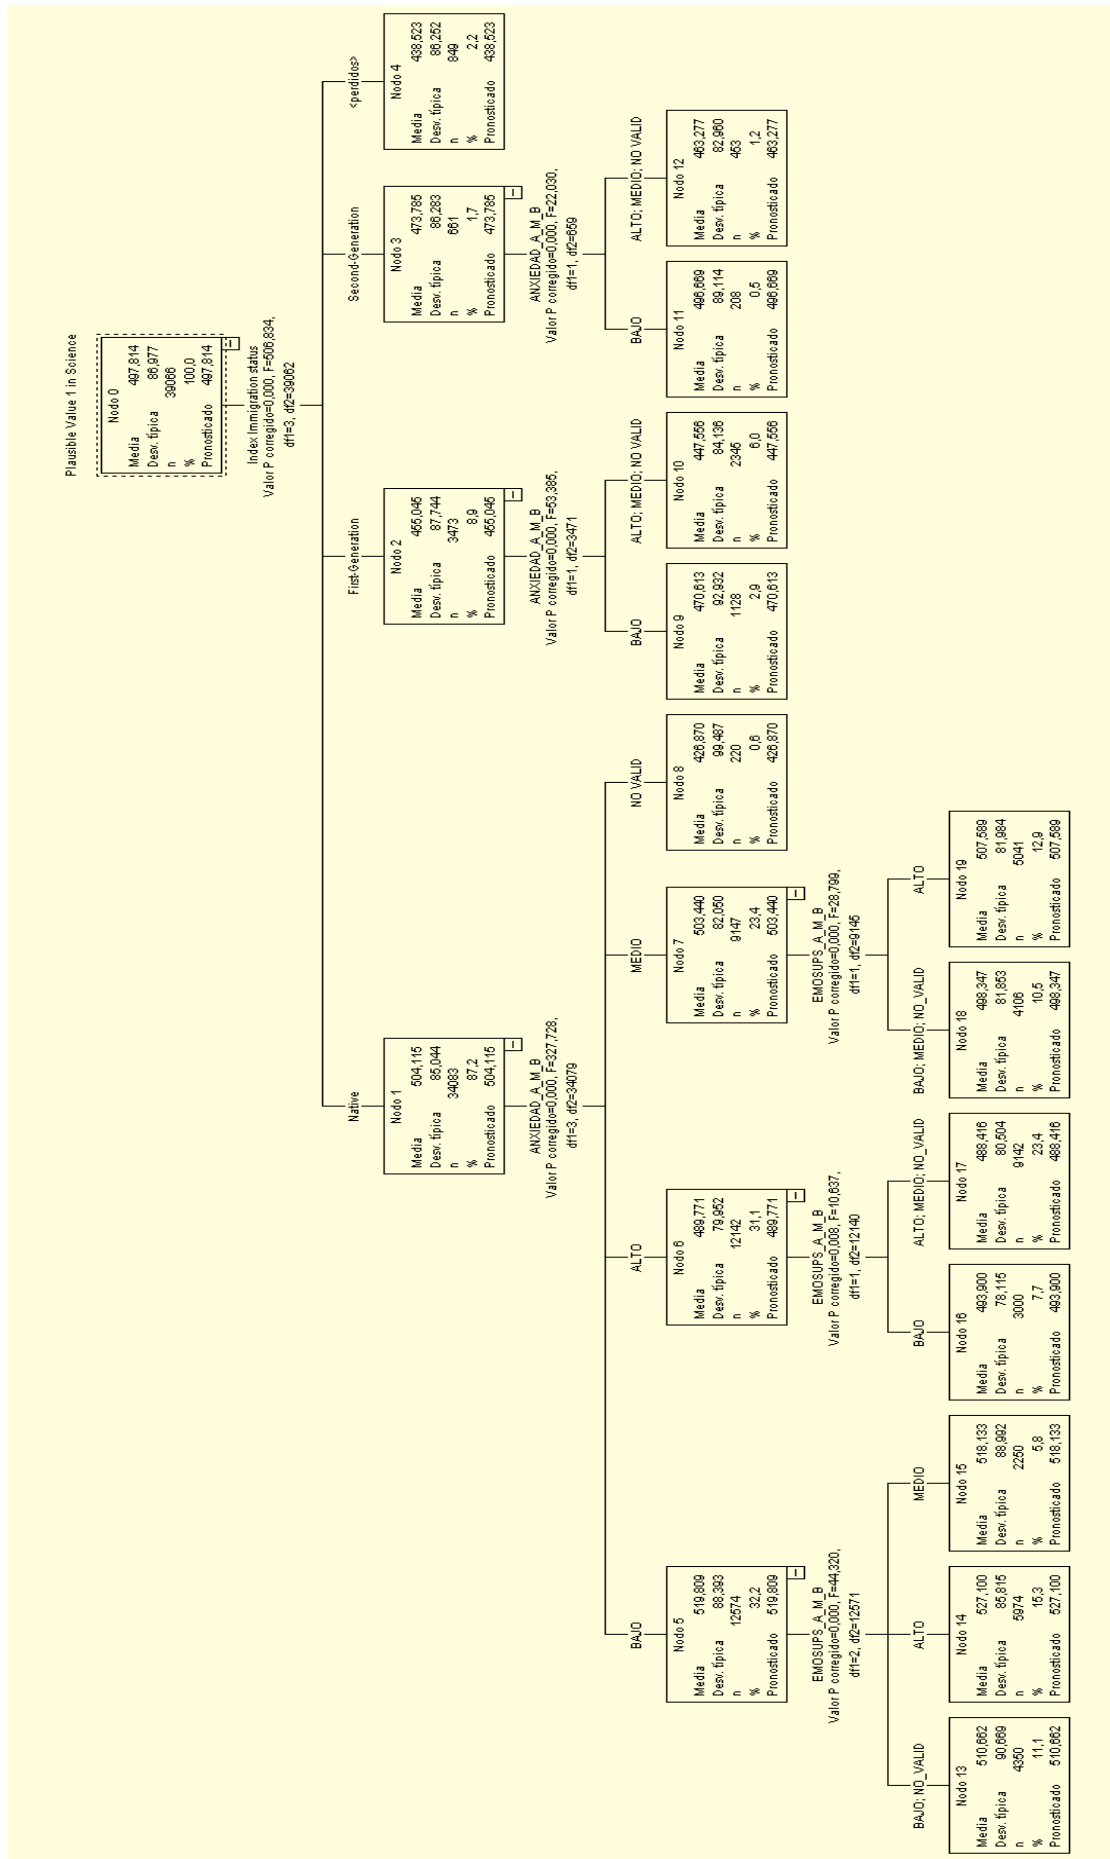 Plausible Value 1 in Science
Nodo 0
Media 497,814
Desv. típica 86,977
n 39066
% 100,0
Pronosticado 497,814
Index Immigration status
Valor P corregido=0,000, F=506,834,
df1=3, df2=39062
Native
Nodo 1
Media 504,115
Desv. típica 85,044
n 34083
% 87,2
Pronosticado 504,115
ANXIEDAD_A_M_B
Valor P corregido=0,000, F=327,728,
df1=3, df2=34079
First-Generation
Nodo 2
Media 455,045
Desv. típica 87,744
n 3473
% 8,9
Pronosticado 455,045
ANXIEDAD_A_M_B
Valor P corregido=0,000, F=53,385,
df1=1, df2=3471
Second-Generation
Nodo 3
Media 473,785
Desv. típica 86,283
n 661
% 1,7
Pronosticado 473,785
ANXIEDAD_A_M_B
Valor P corregido=0,000, F=22,030,
df1=1, df2=659
<perdidos>
Nodo 4
Media 438,523
Desv. típica 86,252
n 849
% 2,2
Pronosticado 438,523
BAJO
Nodo 5
Media 519,809
Desv. típica 88,393
n 12574
% 32,2
Pronosticado 519,809
EMOSUPS_A_M_B
Valor P corregido=0,000, F=44,320,
df1=2, df2=12571
ALTO
Nodo 6
Media 489,771
Desv. típica 79,952
n 12142
% 31,1
Pronosticado 489,771
EMOSUPS_A_M_B
Valor P corregido=0,008, F=10,637,
df1=1, df2=12140
MEDIO
Nodo 7
Media 503,440
Desv. típica 82,050
n 9147
% 23,4
Pronosticado 503,440
EMOSUPS_A_M_B
Valor P corregido=0,000, F=28,799,
df1=1, df2=9145
NO VALID
Nodo 8
Media 426,870
Desv. típica 99,487
n 220
% 0,6
Pronosticado 426,870
BAJO
Nodo 9
Media 470,613
Desv. típica 92,932
n 1128
% 2,9
Pronosticado 470,613
ALTO; MEDIO; NO VALID
Nodo 10
Media 447,556
Desv. típica 84,136
n 2345
% 6,0
Pronosticado 447,556
BAJO
Nodo 11
Media 496,669
Desv. típica 89,114
n 208
% 0,5
Pronosticado 496,669
ALTO; MEDIO; NO VALID
Nodo 12
Media 463,277
Desv. típica 82,960
n 453
% 1,2
Pronosticado 463,277
BAJO; NO_VALID
Nodo 13
Media 510,662
Desv. típica 90,669
n 4350
% 11,1
Pronosticado 510,662
ALTO
Nodo 14
Media 527,100
Desv. típica 85,815
n 5974
% 15,3
Pronosticado 527,100
MEDIO
Nodo 15
Media 518,133
Desv. típica 88,992
n 2250
% 5,8
Pronosticado 518,133
BAJO
Nodo 16
Media 493,900
Desv. típica 78,115
n 3000
% 7,7
Pronosticado 493,900
ALTO; MEDIO; NO_VALID
Nodo 17
Media 488,416
Desv. típica 80,504
n 9142
% 23,4
Pronosticado 488,416
BAJO; MEDIO; NO_VALID
Nodo 18
Media 498,347
Desv. típica 81,853
n 4106
% 10,5
Pronosticado 498,347
ALTO
Nodo 19
Media 507,589
Desv. típica 81,984
n 5041
% 12,9
Pronosticado 507,589